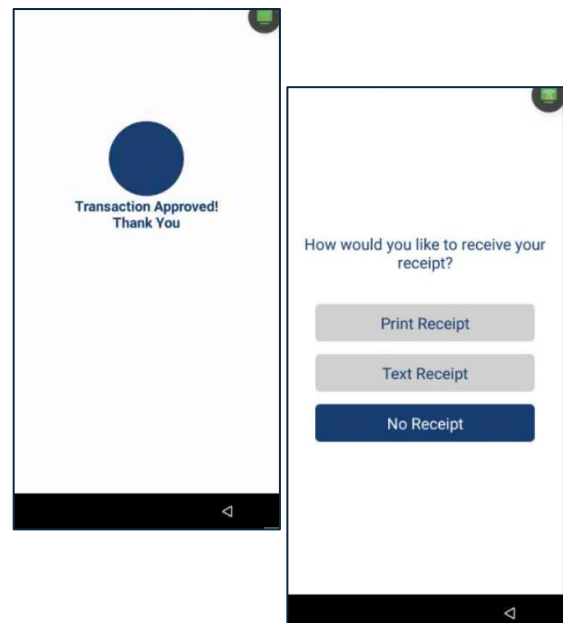 Transaction Approved!
Thank You
How would you like to receive your
receipt?
Print Receipt
Text Receipt
No Receipt